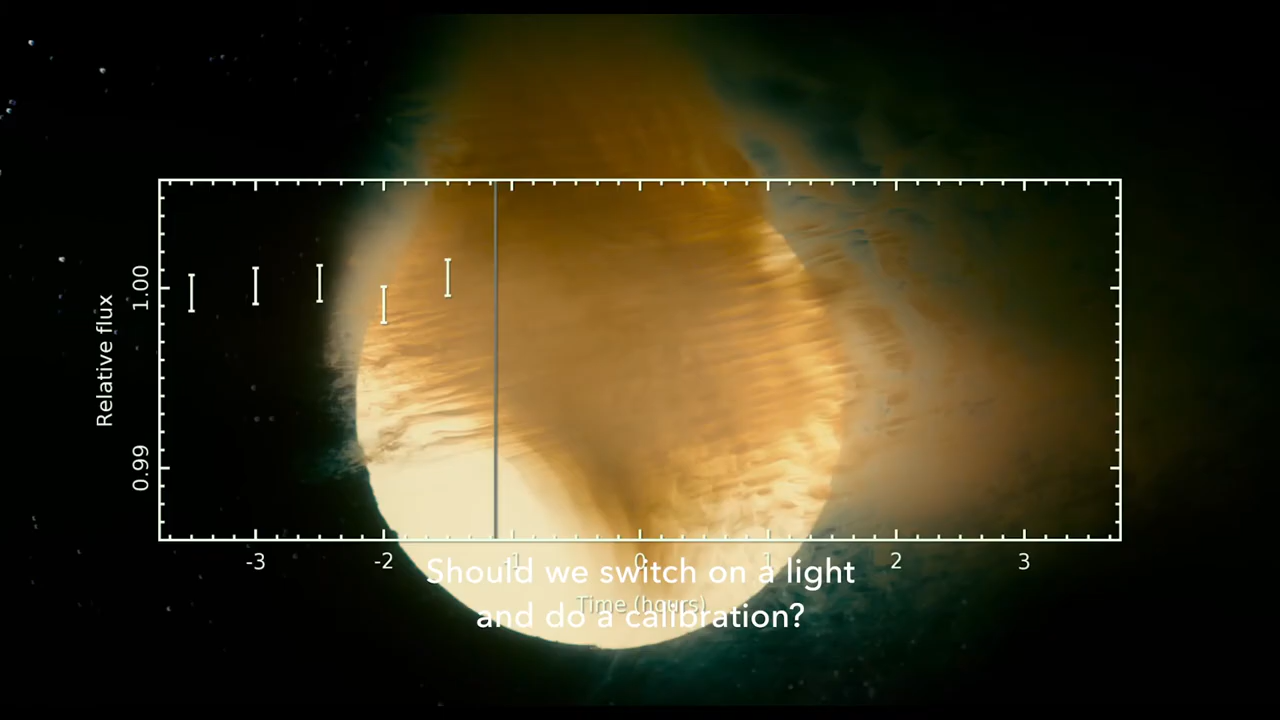 1.00
Relative flux
0.99
-3 -2 -1 0 1 2 3
Time (hours)
Should we switch on a light
and do a calibration?